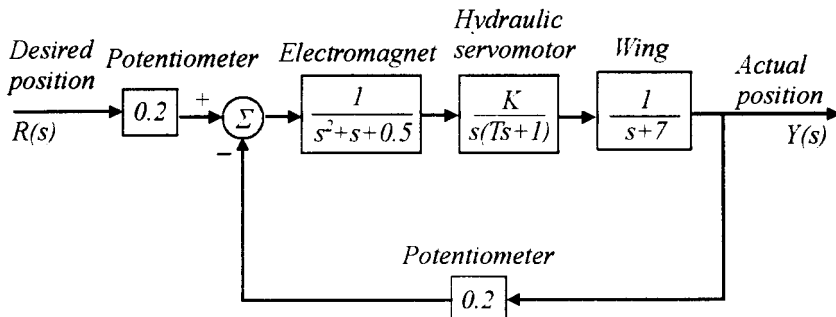 Desired position
Potentiometer
Electromagnet
Hydraulic servomotor
Wing
Actual position
R(s)
0.2
+
Σ
−
1
s²+s+0.5
K
s(Ts+1)
1
s+7
Y(s)
Potentiometer
0.2